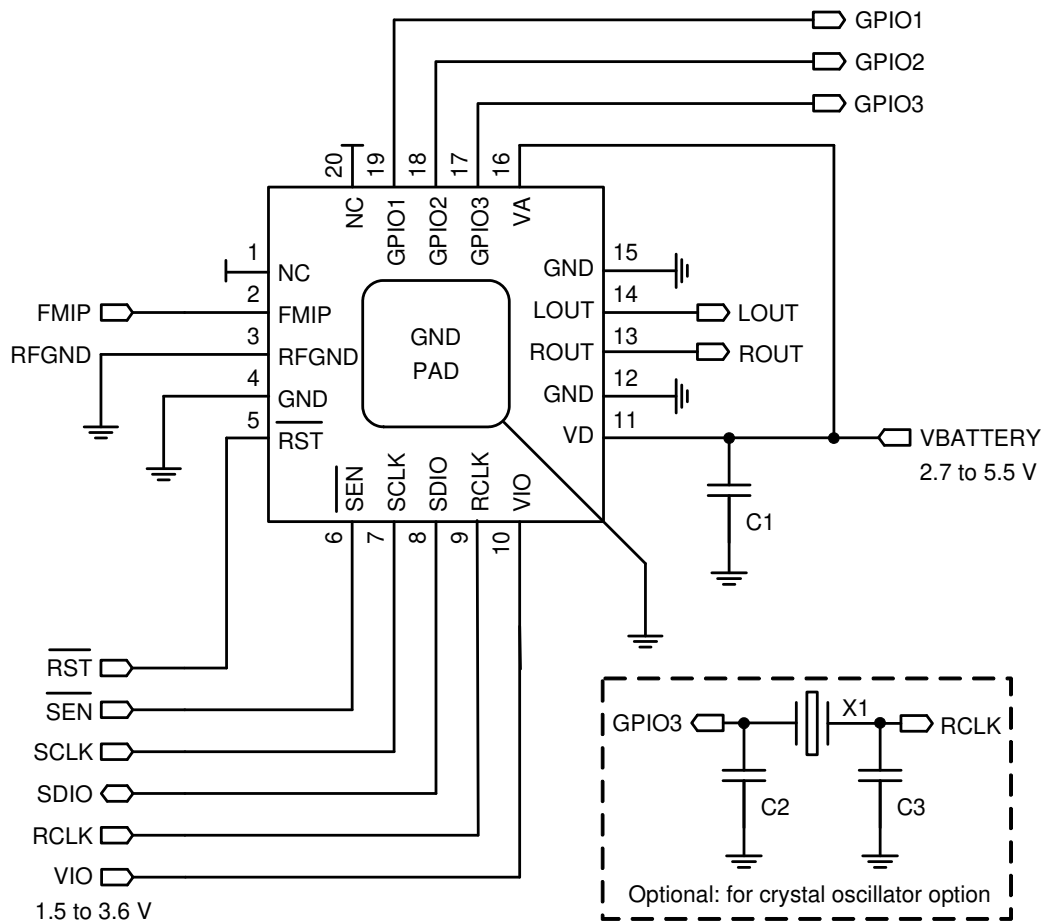 GPIO1
GPIO2
GPIO3
20
19
18
17
16
NC
GPIO1
GPIO2
GPIO3
VA
1
NC
15
GND
FMIP
2
FMIP
14
LOUT
LOUT
GND
PAD
RFGND
3
RFGND
13
ROUT
ROUT
4
GND
12
GND
5
RST
11
VD
VBATTERY
2.7 to 5.5 V
SEN
SCLK
SDIO
RCLK
VIO
6
7
8
9
10
C1
RST
SEN
SCLK
SDIO
RCLK
VIO
1.5 to 3.6 V
GPIO3
X1
RCLK
C2
C3
Optional: for crystal oscillator option